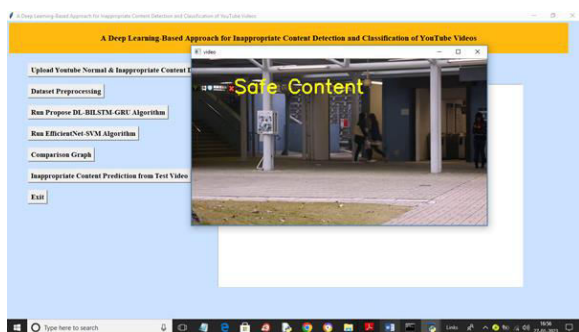 A Deep Learning-Based Approach for Inappropriate Content Detection and Classification of YouTube Videos
A Deep Learning-Based Approach for Inappropriate Content Detection and Classification of YouTube Videos
video
Safe Content
Upload Youtube Normal & Inappropriate Content D
Dataset Preprocessing
Run Propose DL-BILSTM-GRU Algorithm
Run EfficientNet-SVM Algorithm
Comparison Graph
Inappropriate Content Prediction from Test Video
Exit
Type here to search
Links
16:56